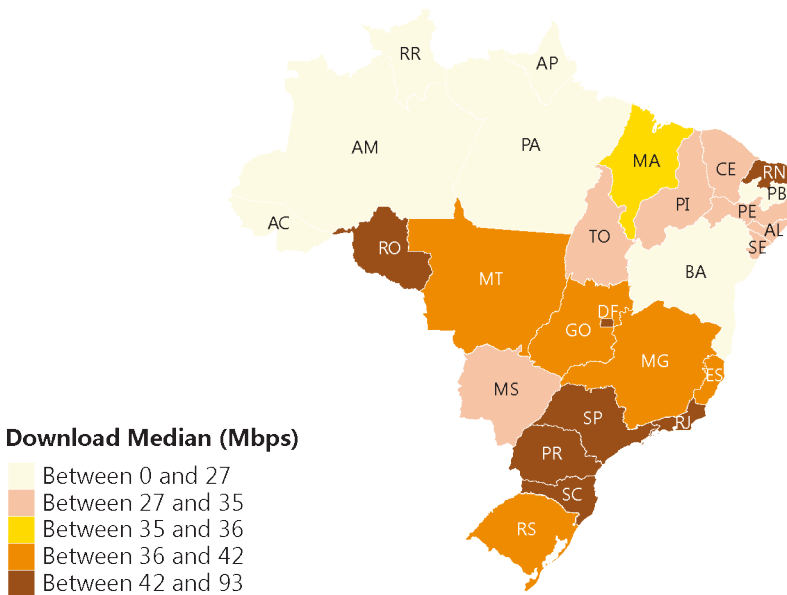 RR
AP
AM
PA
MA
CE
RN
PB
PI
PE
AL
SE
AC
RO
TO
BA
MT
DF
GO
MG
ES
MS
SP
RJ
PR
SC
RS
Download Median (Mbps)
Between 0 and 27
Between 27 and 35
Between 35 and 36
Between 36 and 42
Between 42 and 93